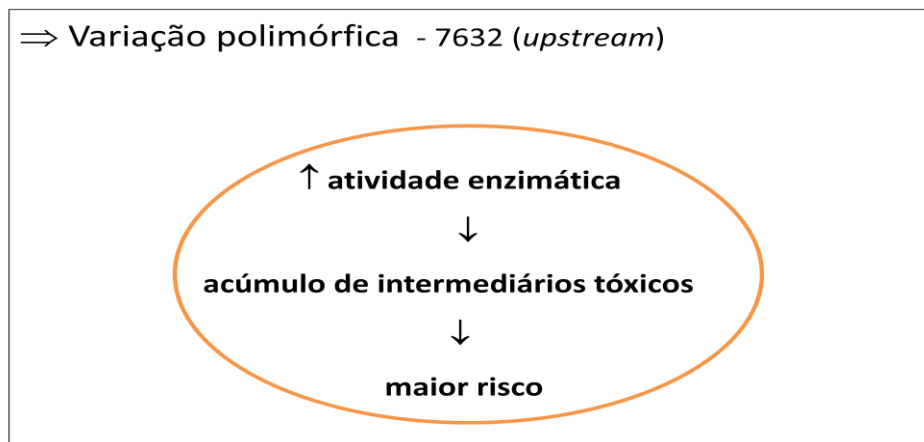 ⇒ Variação polimórfica - 7632 (upstream)
↑ atividade enzimática
↓
acúmulo de intermediários tóxicos
↓
maior risco